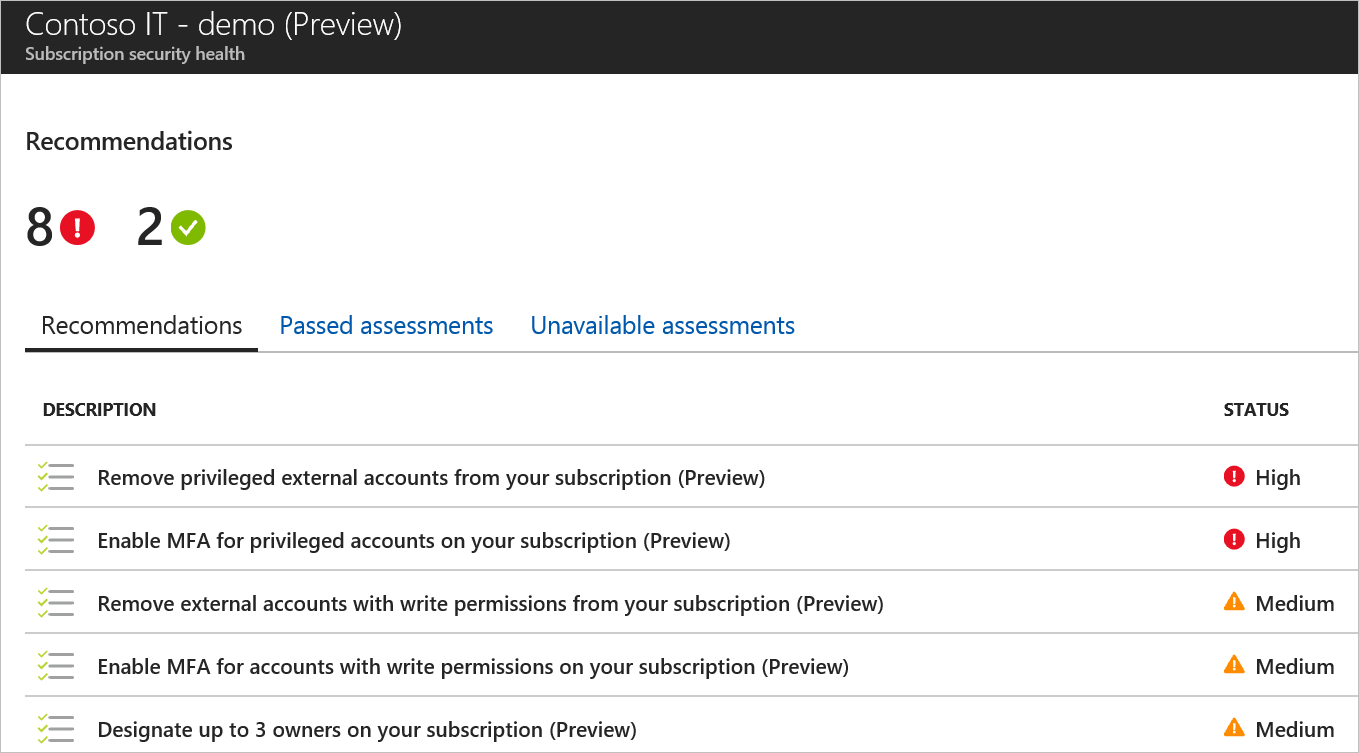 Contoso IT - demo (Preview)
Subscription security health
Recommendations
8 2
Recommendations Passed assessments Unavailable assessments
DESCRIPTION STATUS
Remove privileged external accounts from your subscription (Preview) High
Enable MFA for privileged accounts on your subscription (Preview) High
Remove external accounts with write permissions from your subscription (Preview) Medium
Enable MFA for accounts with write permissions on your subscription (Preview) Medium
Designate up to 3 owners on your subscription (Preview) Medium